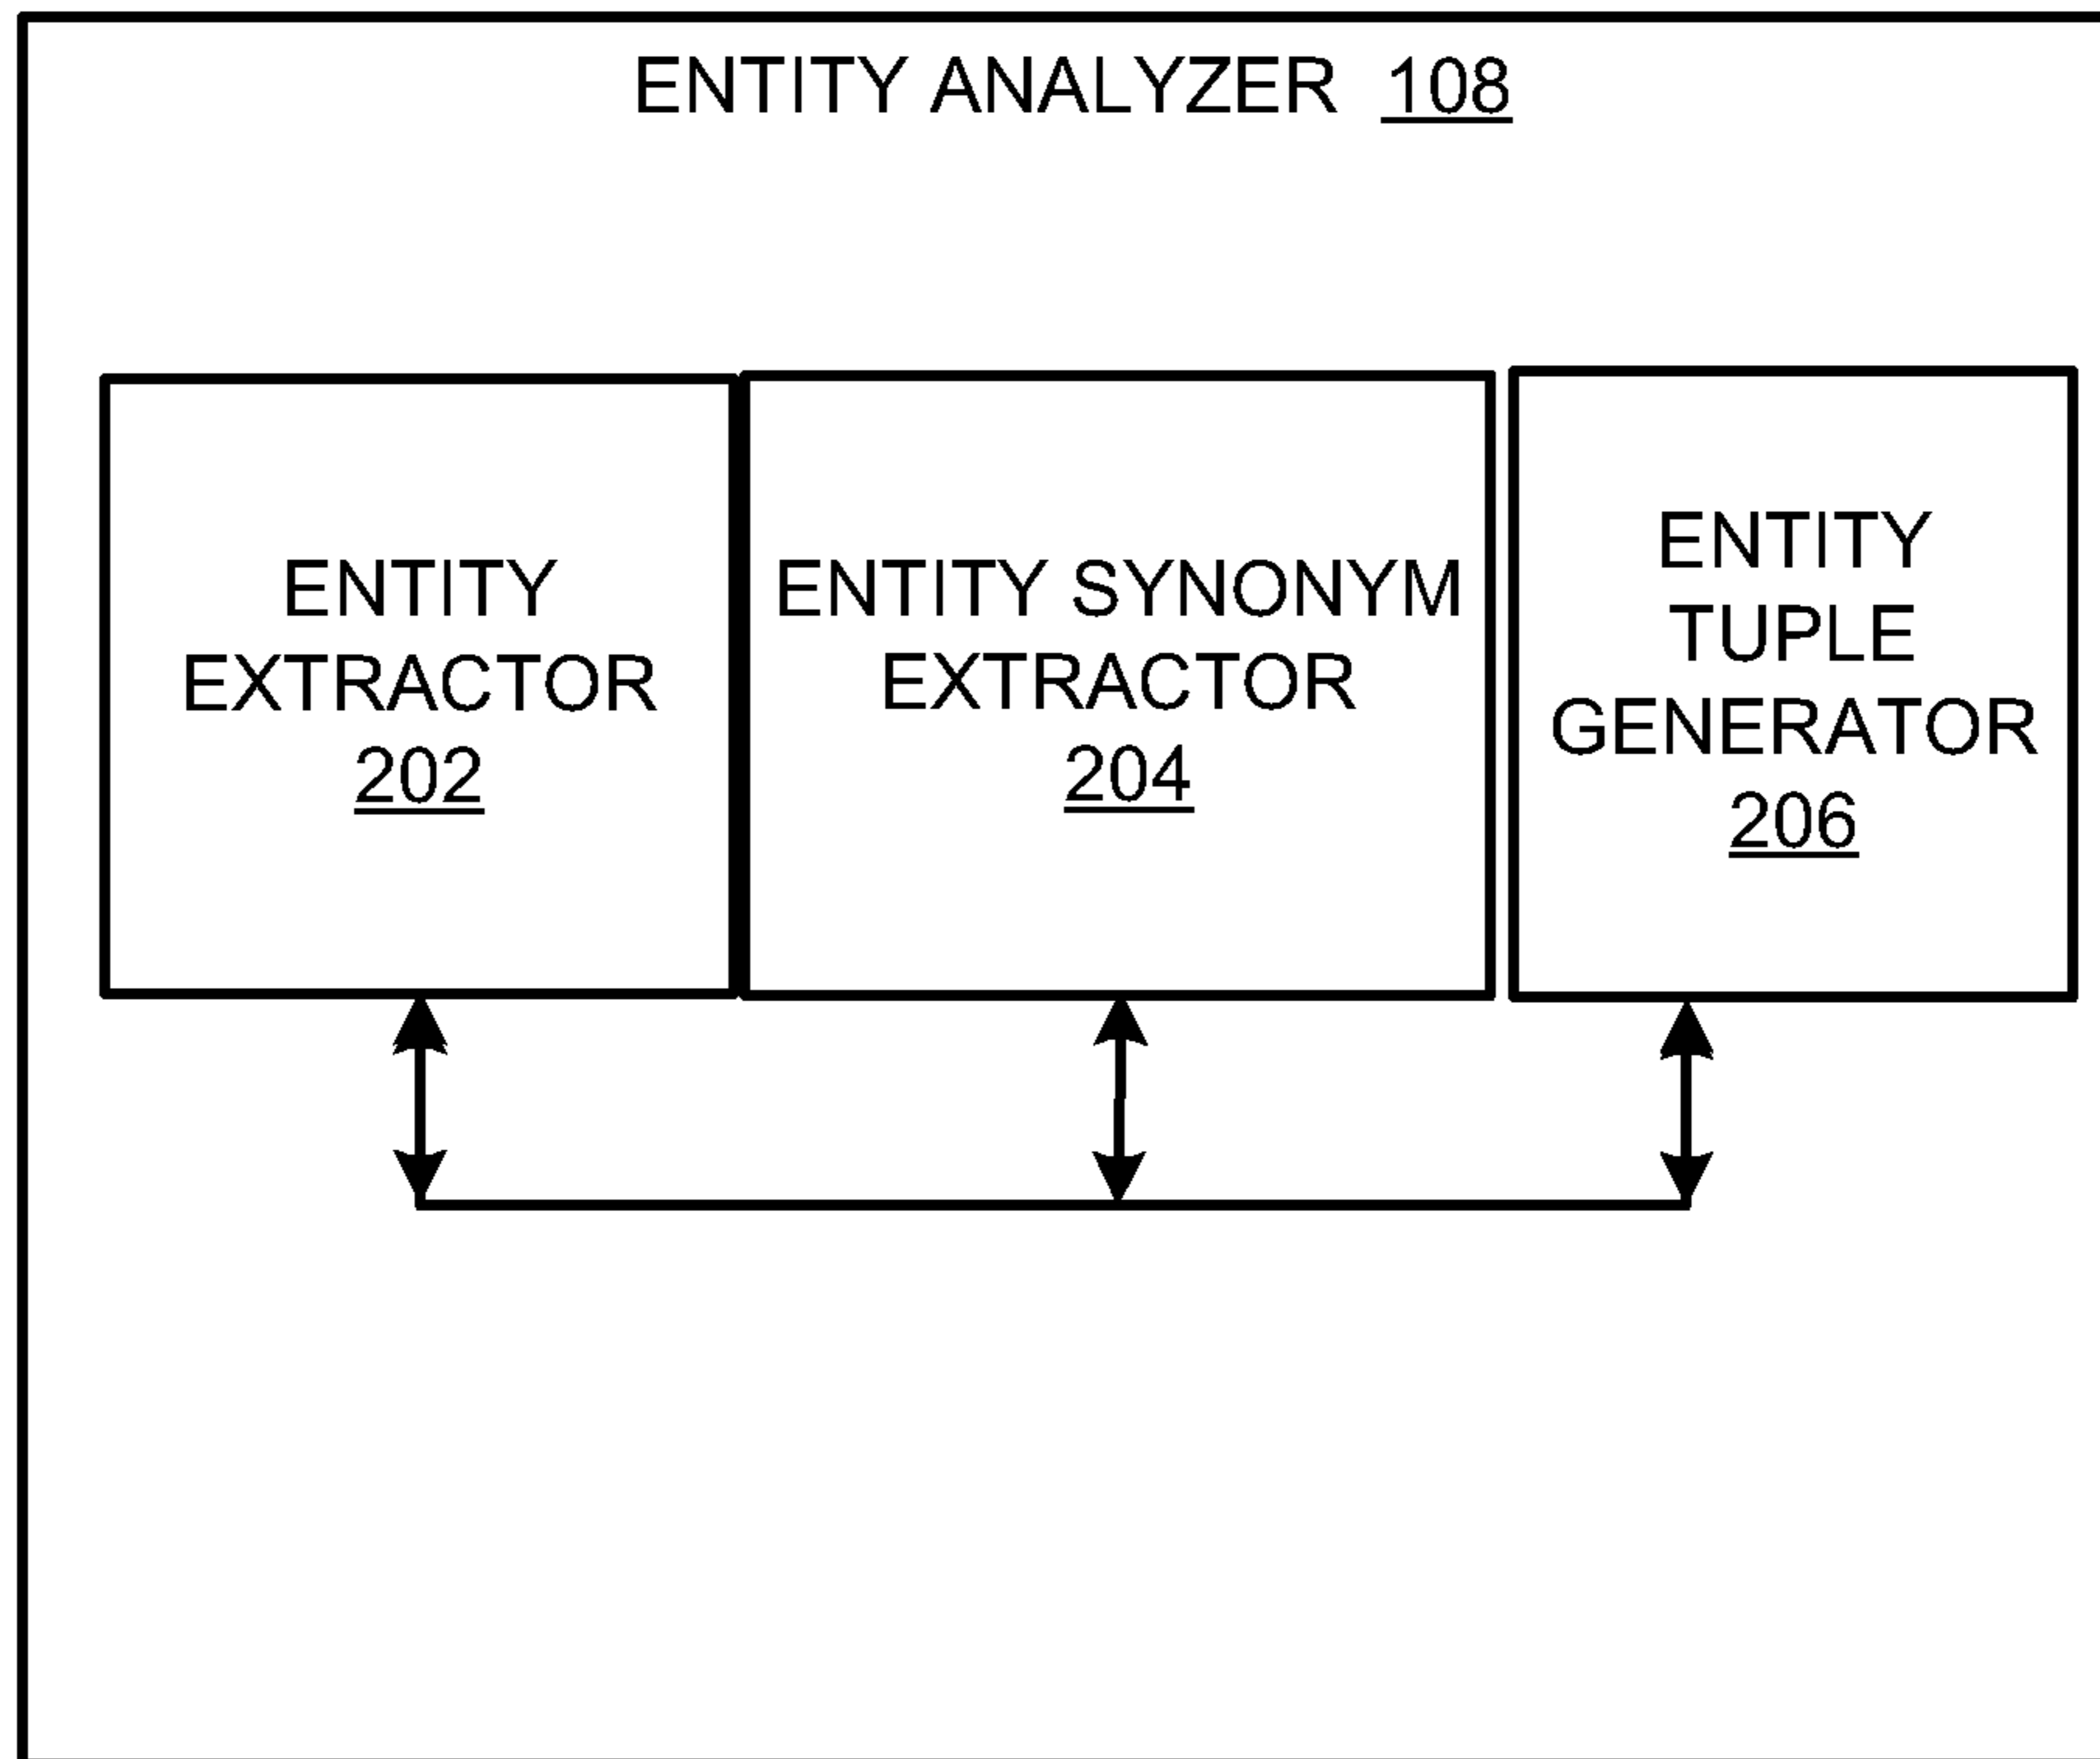 ENTITY ANALYZER 108
ENTITY
EXTRACTOR
202
ENTITY SYNONYM
EXTRACTOR
204
ENTITY
TUPLE
GENERATOR
206